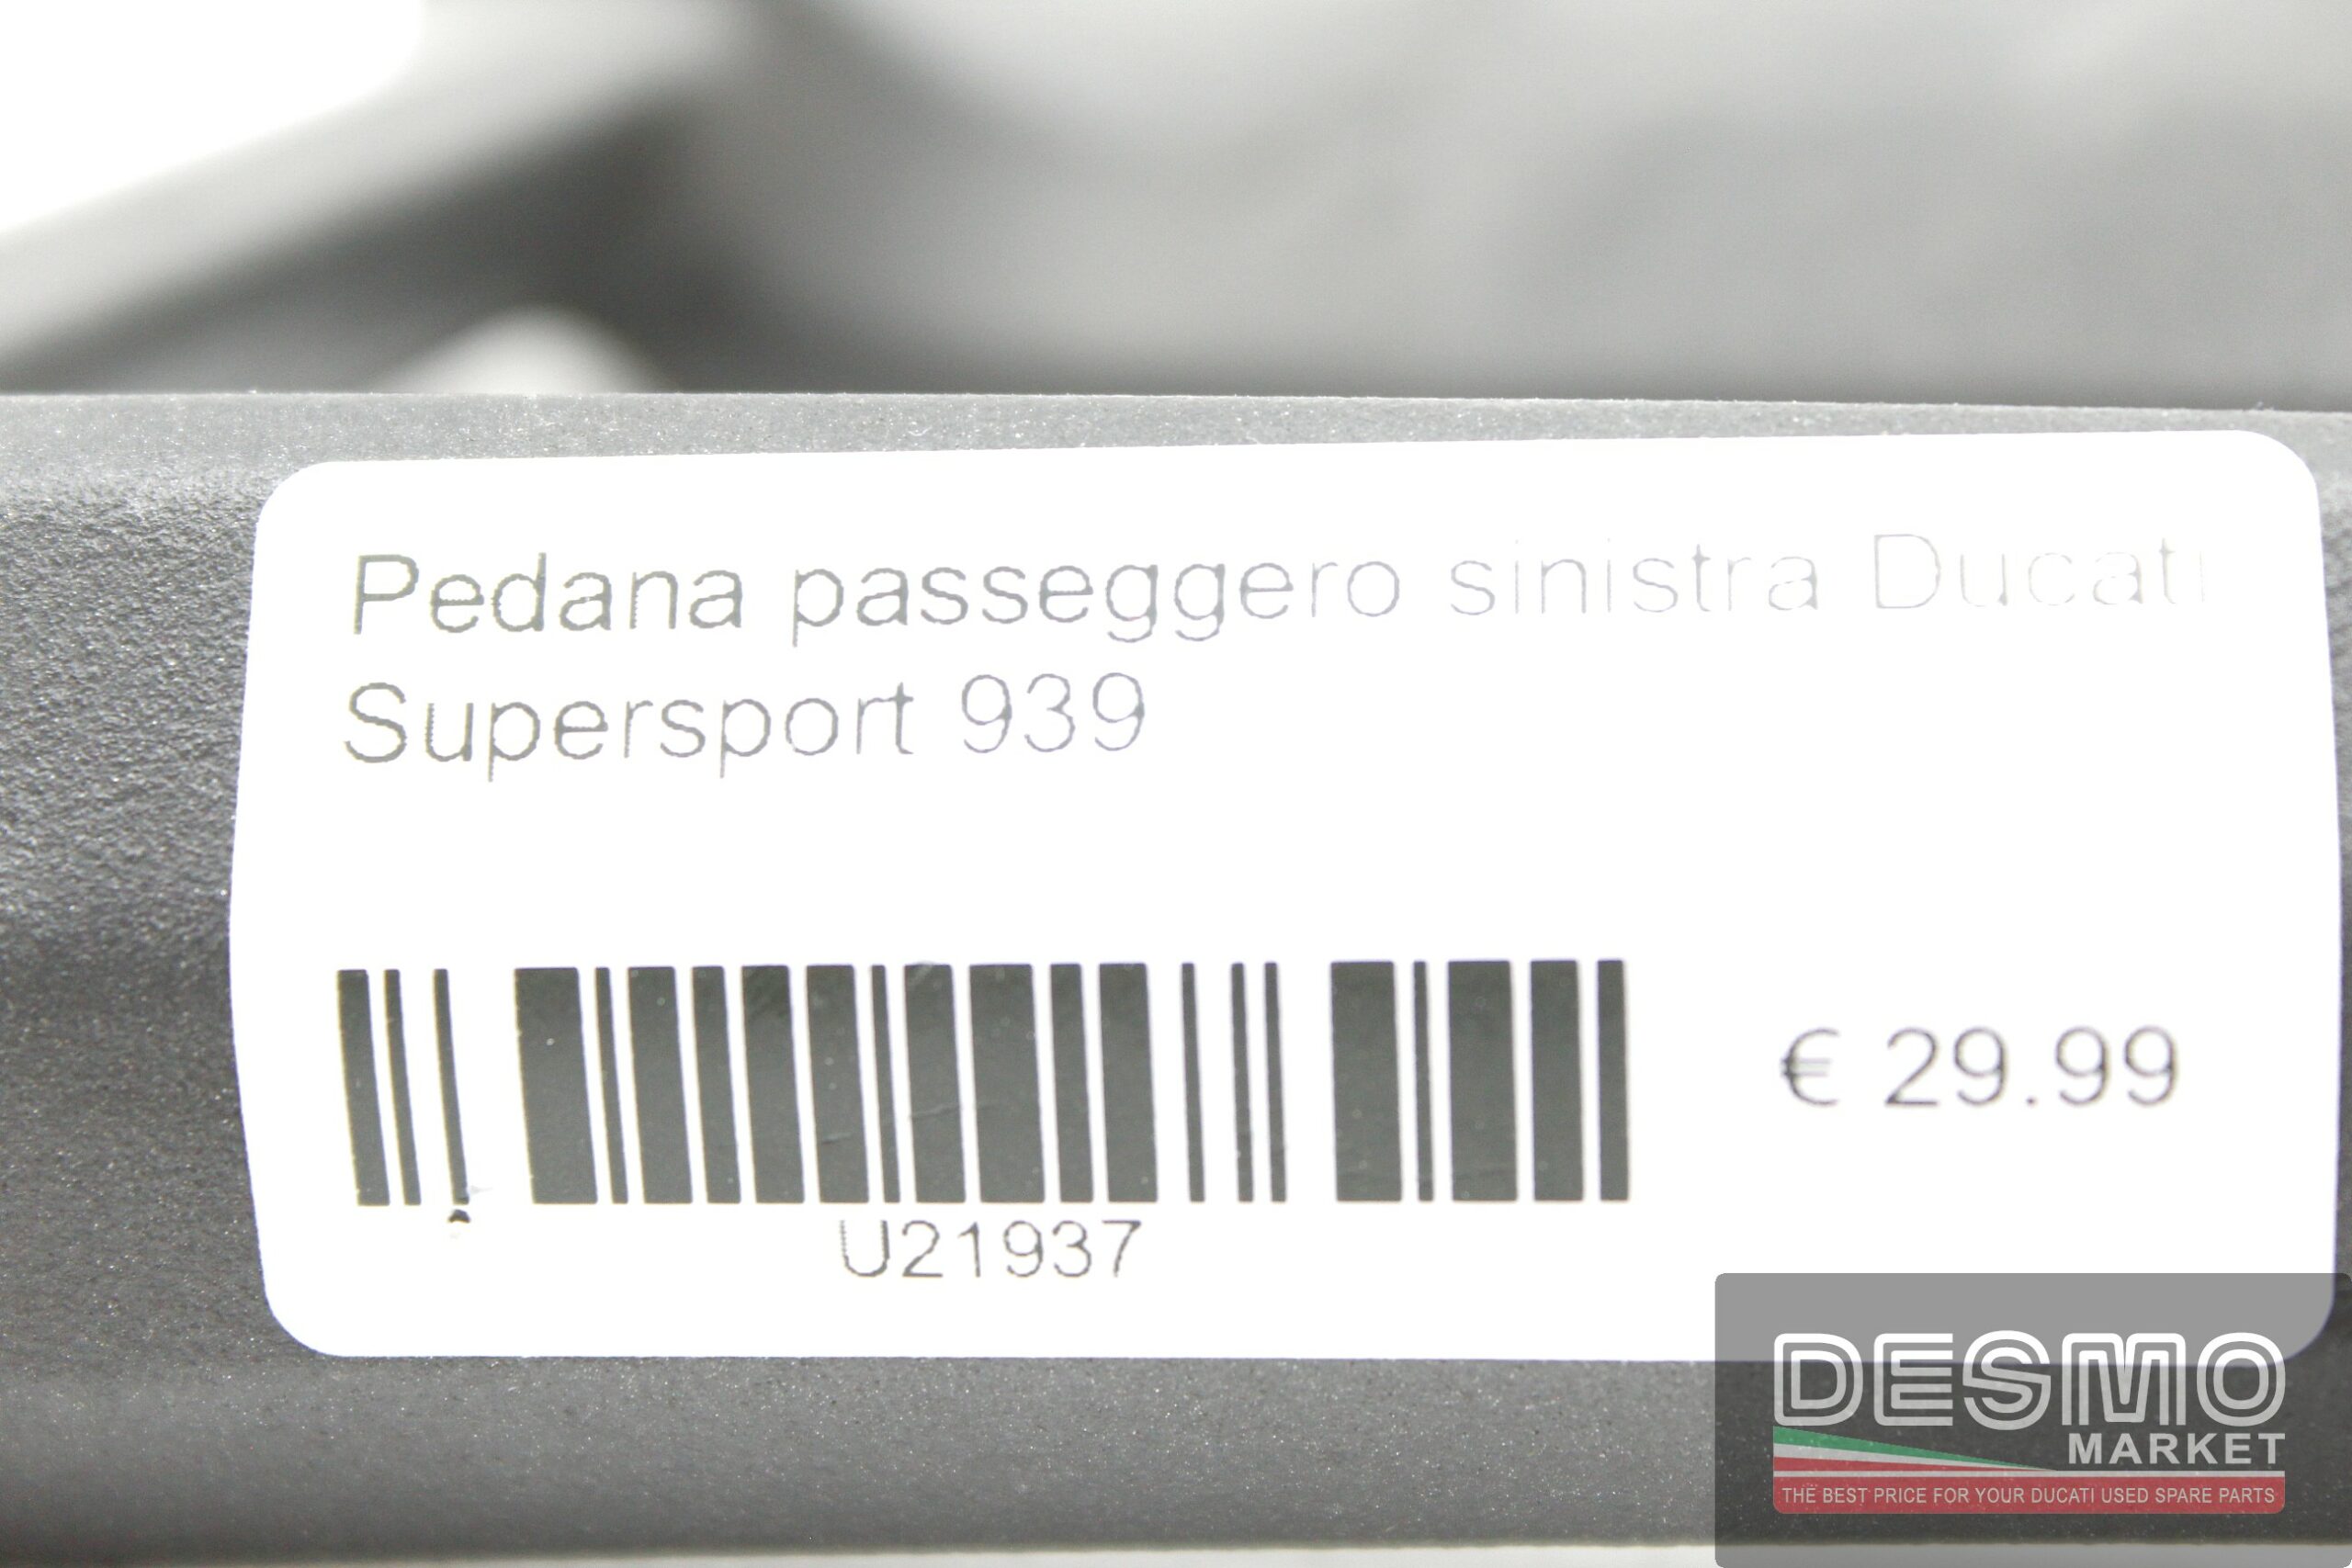 Pedana passeggero sinistra Ducati
Supersport 939
€ 29.99
U21937
DESMO
MARKET
THE BEST PRICE FOR YOUR DUCATI USED SPARE PARTS